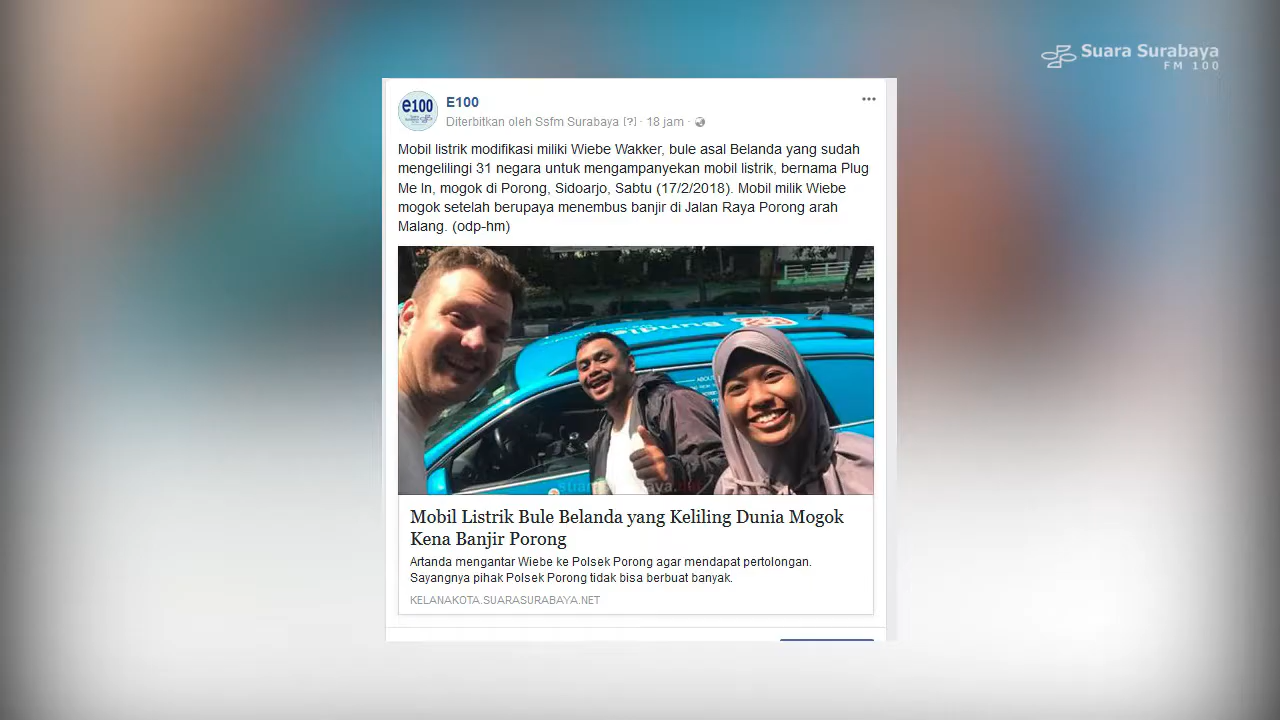 Suara Surabaya
FM 100
e100
E100
Diterbitkan oleh Ssfm Surabaya [?] · 18 jam ·
Mobil listrik modifikasi miliki Wiebe Wakker, bule asal Belanda yang sudah
mengelilingi 31 negara untuk mengampanyekan mobil listrik, bernama Plug
Me In, mogok di Porong, Sidoarjo, Sabtu (17/2/2018). Mobil milik Wiebe
mogok setelah berupaya menembus banjir di Jalan Raya Porong arah
Malang. (odp-hm)
Bundles
ABOUT
Mobil Listrik Bule Belanda yang Keliling Dunia Mogok
Kena Banjir Porong
Artanda mengantar Wiebe ke Polsek Porong agar mendapat pertolongan.
Sayangnya pihak Polsek Porong tidak bisa berbuat banyak.
KELANAKOTA.SUARASURABAYA.NET